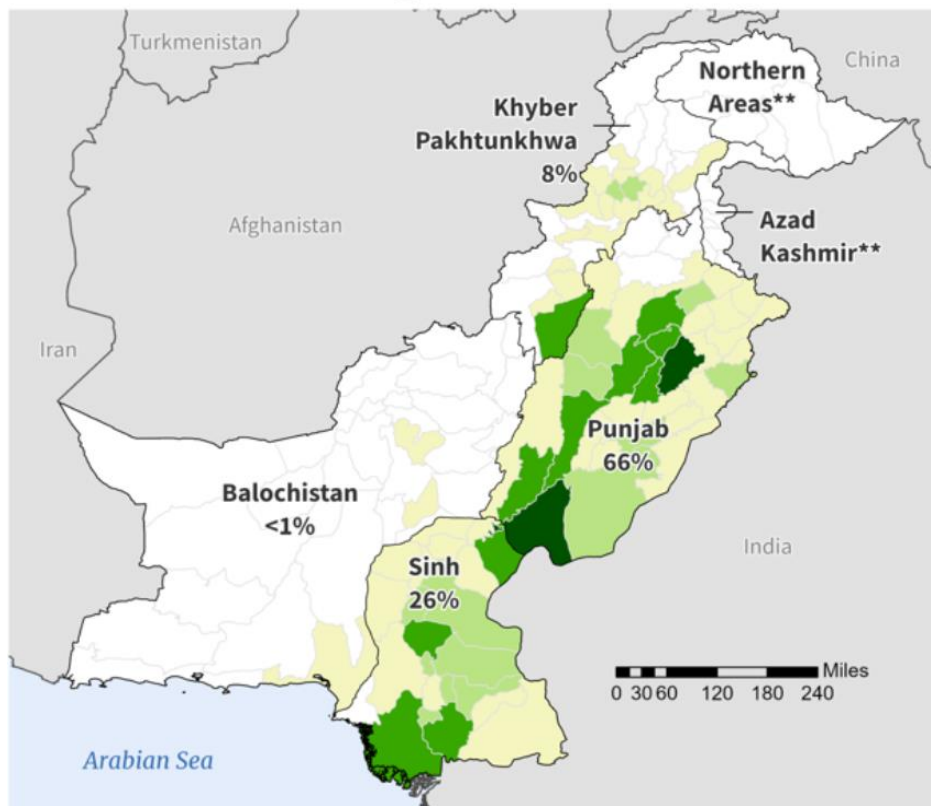 Turkmenistan
China
Northern
Areas**
Khyber
Pakhtunkhwa
8%
Azad
Kashmir**
Afghanistan
Iran
Punjab
66%
Balochistan
<1%
India
Sinh
26%
Miles
0 30 60 120 180 240
Arabian Sea